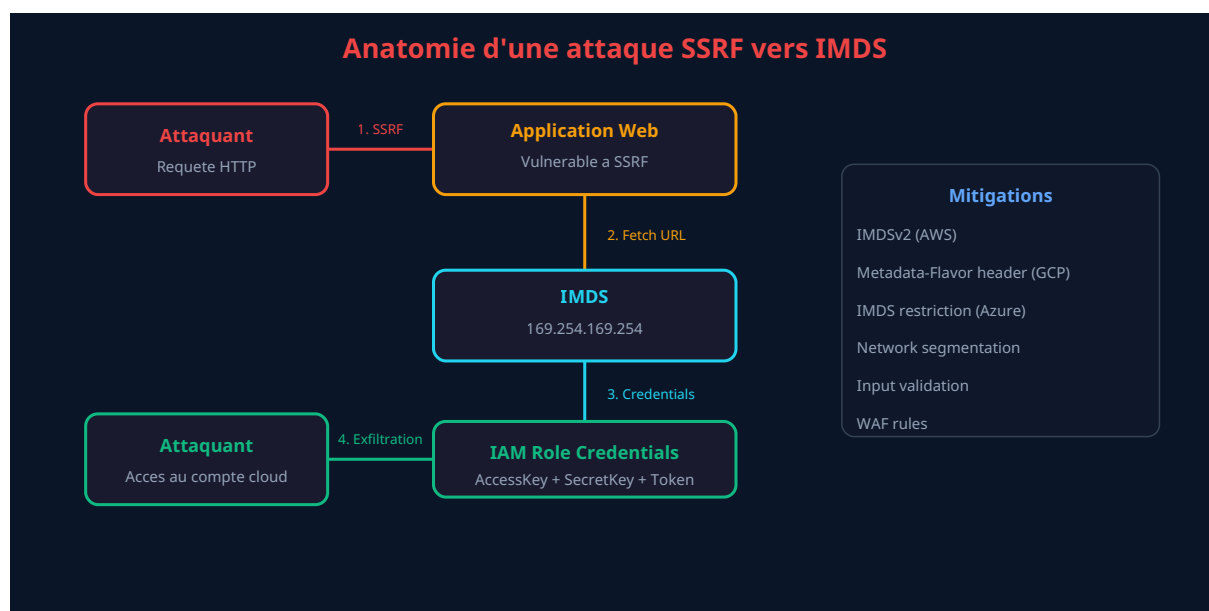 Anatomie d'une attaque SSRF vers IMDS
Attaquant
Requete HTTP
1. SSRF
Application Web
Vulnerable a SSRF
2. Fetch URL
IMDS
169.254.169.254
3. Credentials
IAM Role Credentials
AccessKey + SecretKey + Token
4. Exfiltration
Attaquant
Acces au compte cloud
Mitigations
IMDSv2 (AWS)
Metadata-Flavor header (GCP)
IMDS restriction (Azure)
Network segmentation
Input validation
WAF rules